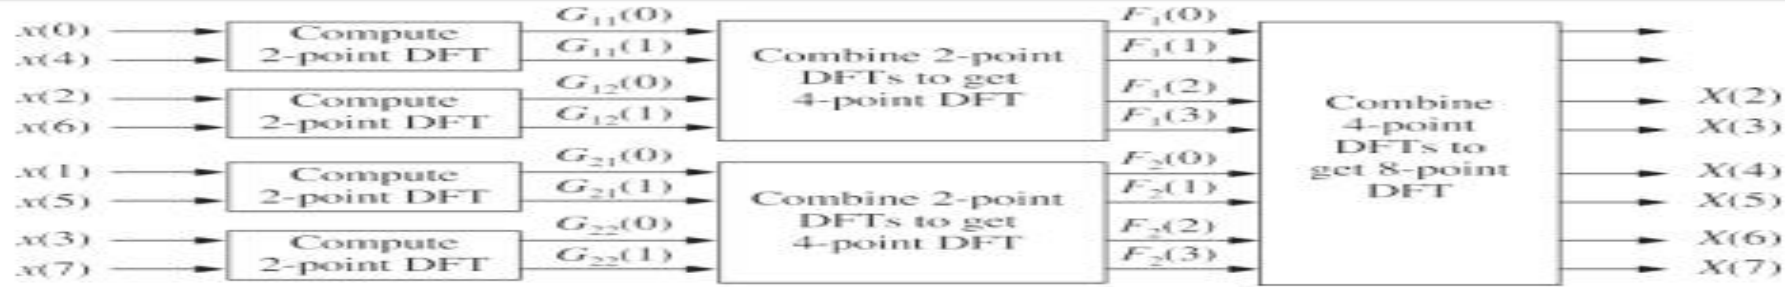 x(0)
x(4)
x(2)
x(6)
x(1)
x(5)
x(3)
x(7)
Compute
2-point DFT
Compute
2-point DFT
Compute
2-point DFT
Compute
2-point DFT
G₁₁(0)
G₁₁(1)
G₁₂(0)
G₁₂(1)
G₂₁(0)
G₂₁(1)
G₂₂(0)
G₂₂(1)
Combine 2-point
DFTs to get
4-point DFT
Combine 2-point
DFTs to get
4-point DFT
F₁(0)
F₁(1)
F₁(2)
F₁(3)
F₂(0)
F₂(1)
F₂(2)
F₂(3)
Combine
4-point
DFTs to
get 8-point
DFT
X(2)
X(3)
X(4)
X(5)
X(6)
X(7)